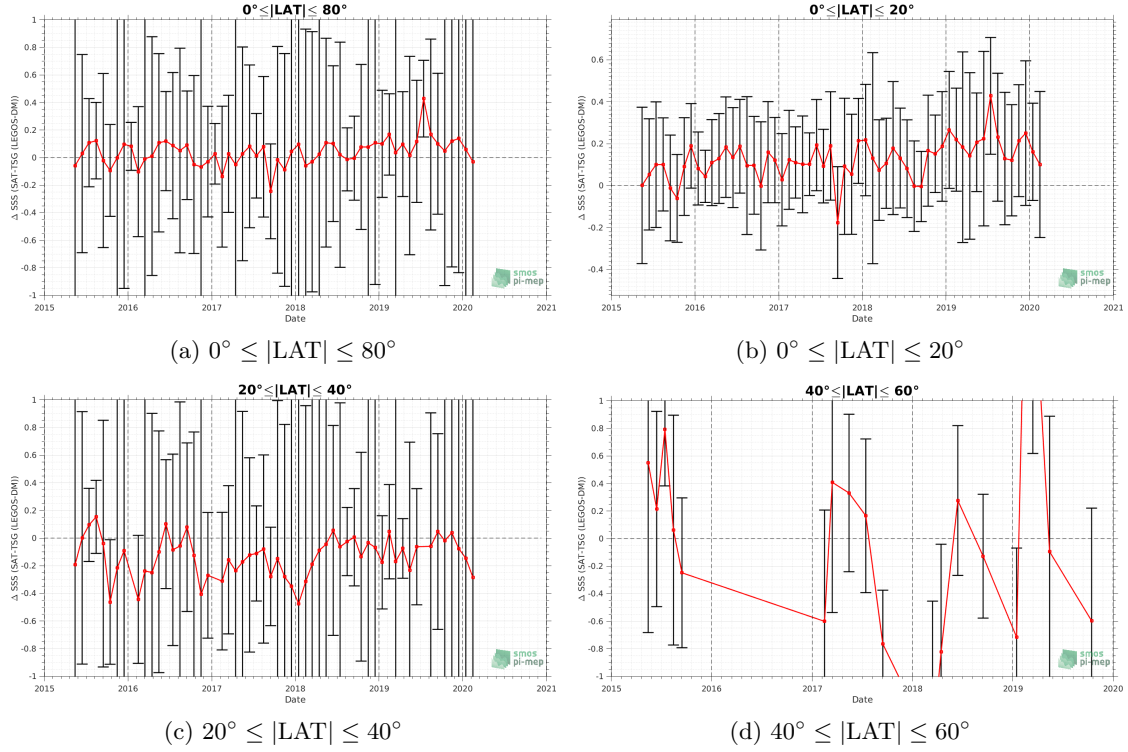 0°≤|LAT|≤ 80°
Δ SSS (SAT-TSG (LEGOS-DM))
1
0.8
0.6
0.4
0.2
0
-0.2
-0.4
-0.6
-0.8
-1
2015 2016 2017 2018 2019 2020 2021
Date
smos
pi-mep
(a) 0° ≤ |LAT| ≤ 80°
0°≤|LAT|≤ 20°
Δ SSS (SAT-TSG (LEGOS-DM))
0.6
0.4
0.2
0
-0.2
-0.4
2015 2016 2017 2018 2019 2020 2021
Date
smos
pi-mep
(b) 0° ≤ |LAT| ≤ 20°
20°≤|LAT|≤ 40°
Δ SSS (SAT-TSG (LEGOS-DM))
1
0.8
0.6
0.4
0.2
0
-0.2
-0.4
-0.6
-0.8
-1
2015 2016 2017 2018 2019 2020 2021
Date
smos
pi-mep
(c) 20° ≤ |LAT| ≤ 40°
40°≤|LAT|≤ 60°
Δ SSS (SAT-TSG (LEGOS-DM))
1
0.8
0.6
0.4
0.2
0
-0.2
-0.4
-0.6
-0.8
-1
2015 2016 2017 2018 2019 2020
Date
smos
pi-mep
(d) 40° ≤ |LAT| ≤ 60°